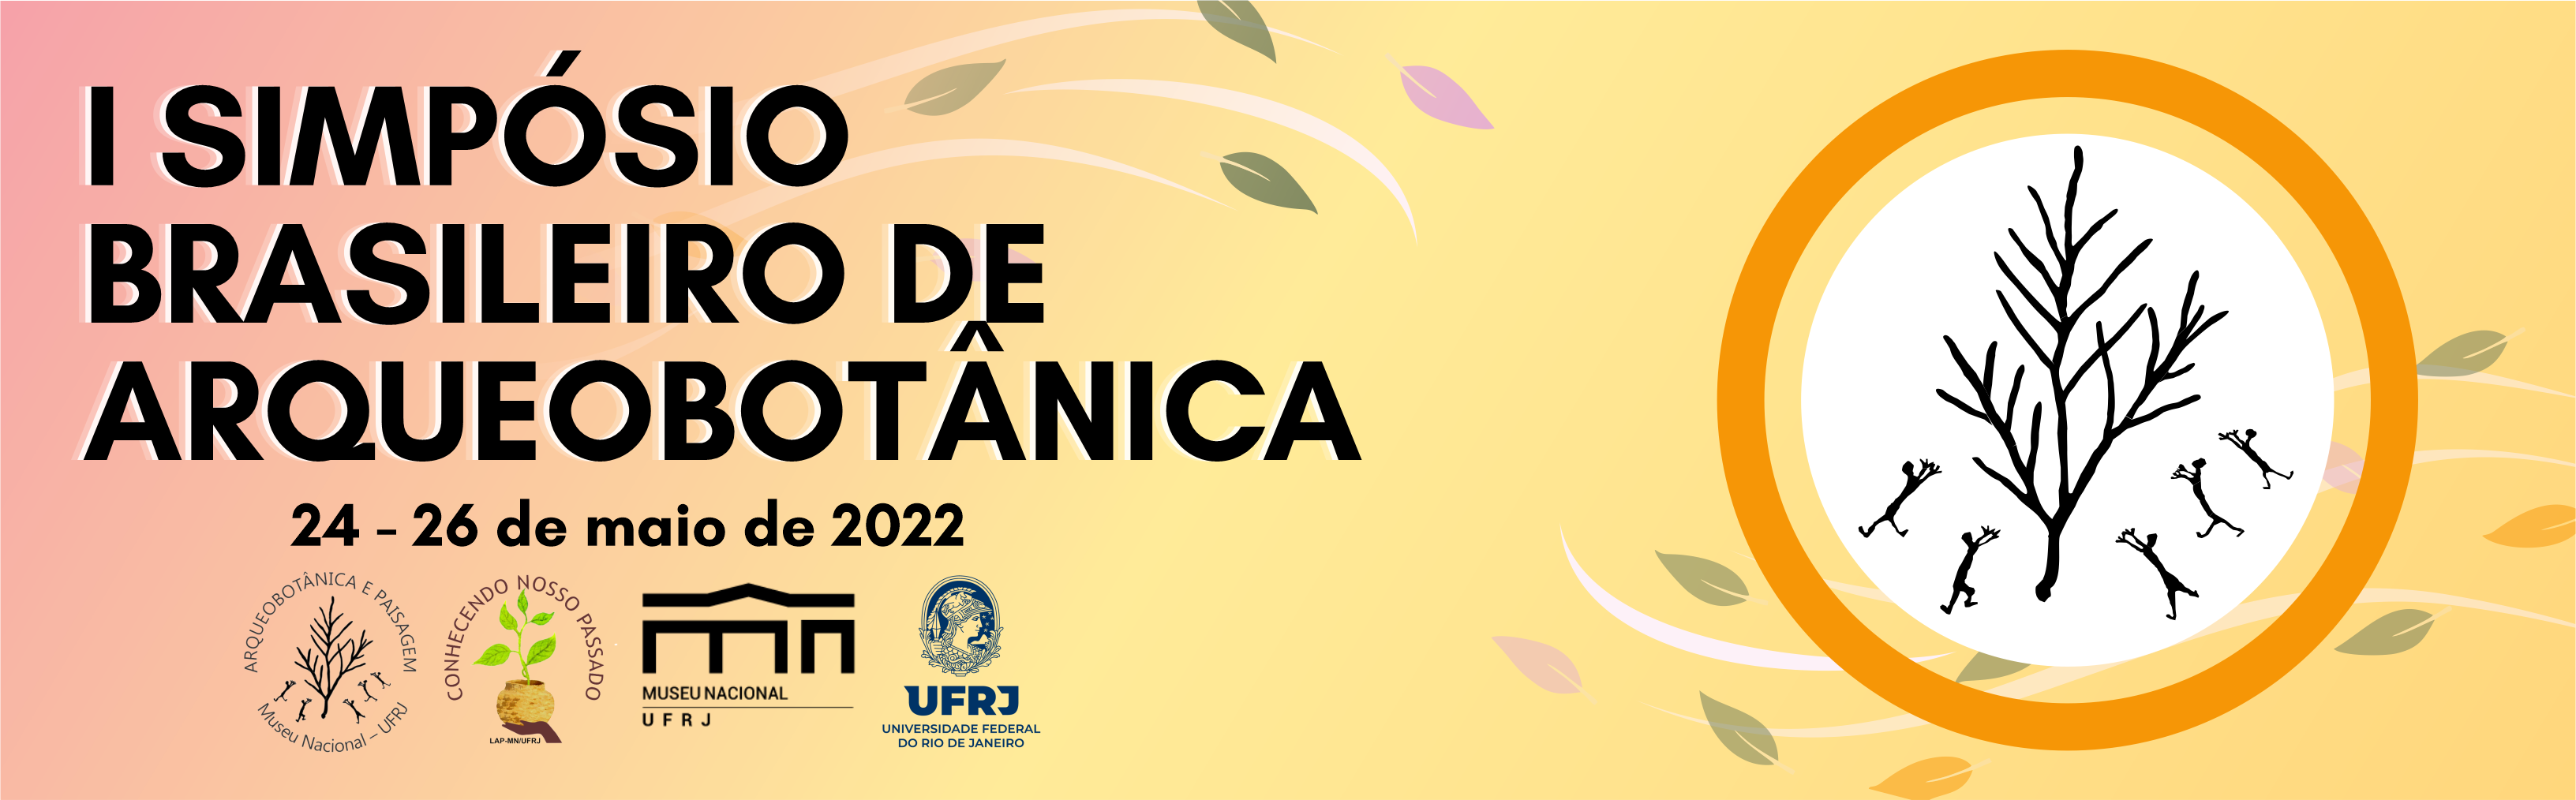 I SIMPÓSIO
BRASILEIRO DE
ARQUEOBOTÂNICA
24 - 26 de maio de 2022
ARQUEOBOTÂNICA E PAISAGEM
Museu Nacional – UFRJ
CONHECENDO NOSSO PASSADO
LAP-MN/UFRJ
MUSEU NACIONAL
UFRJ
UFRJ
UNIVERSIDADE FEDERAL
DO RIO DE JANEIRO